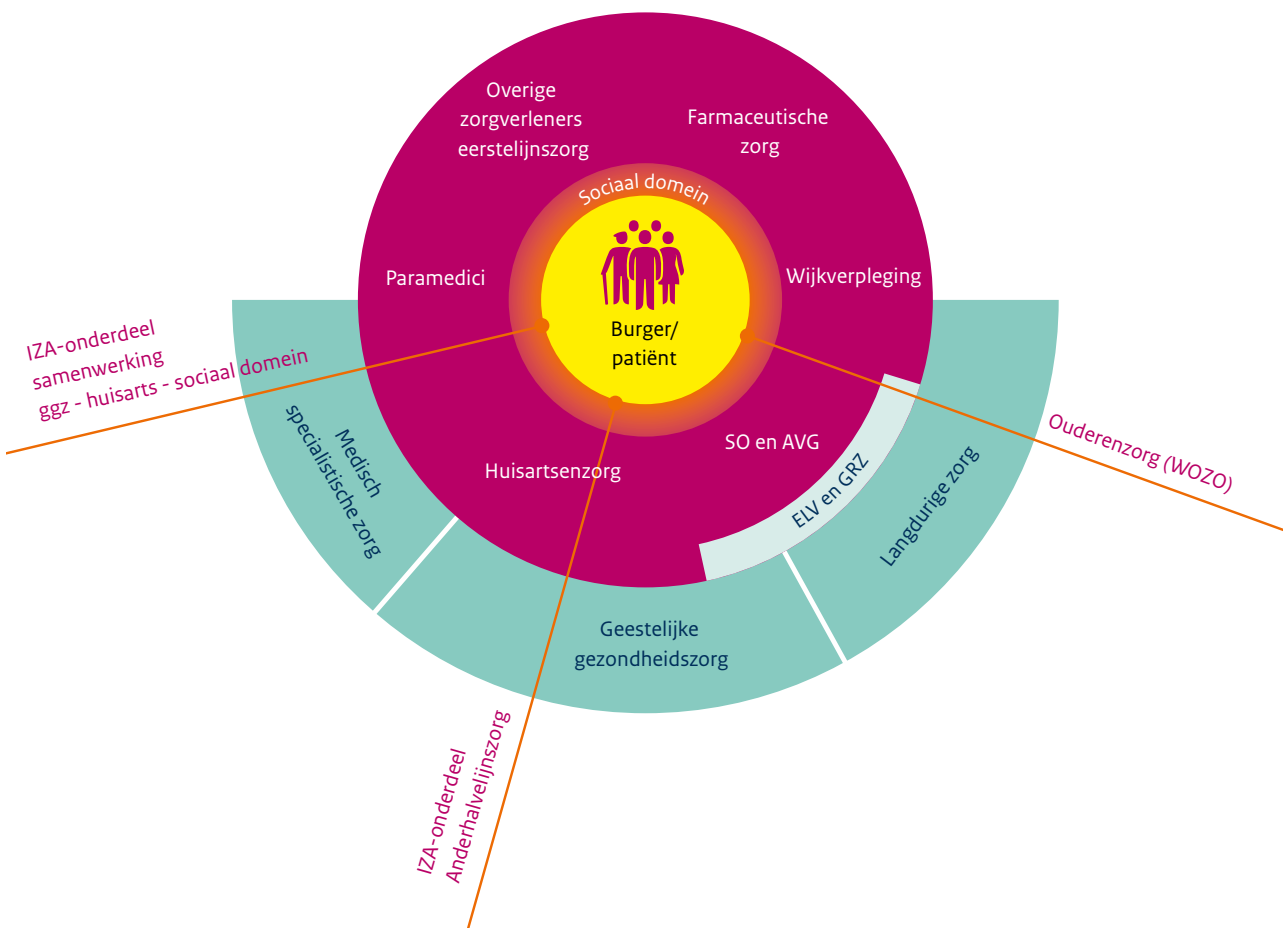 Overige
zorgverleners
eerstelijnszorg
Farmaceutische
zorg
Sociaal domein
Paramedici
Wijkverpleging
Burger/
patiënt
IZA-onderdeel
samenwerking
ggz - huisarts - sociaal domein
Medisch
specialistische zorg
Huisartsenzorg
SO en AVG
ELV en GRZ
Langdurige zorg
Ouderenzorg (WOZO)
Geestelijke
gezondheidszorg
IZA-onderdeel
Anderhalvelijnszorg